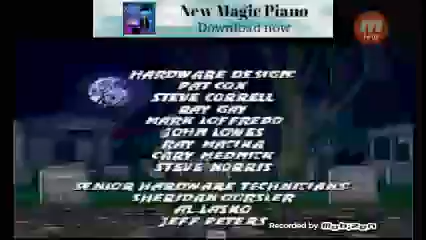 New Magic Piano
Download now
HARDWARE DESIGN
PAT COX
STEVE CORRELL
RAY GAY
MARK LOFFREDO
JOHN LOWES
RAY MACIKA
CARY MEDNICK
STEVE NORRIS
SENIOR HARDWARE TECHNICIANS
SHERIDAN OURSLER
AL LASKO
JEFF PETERS
Recorded by